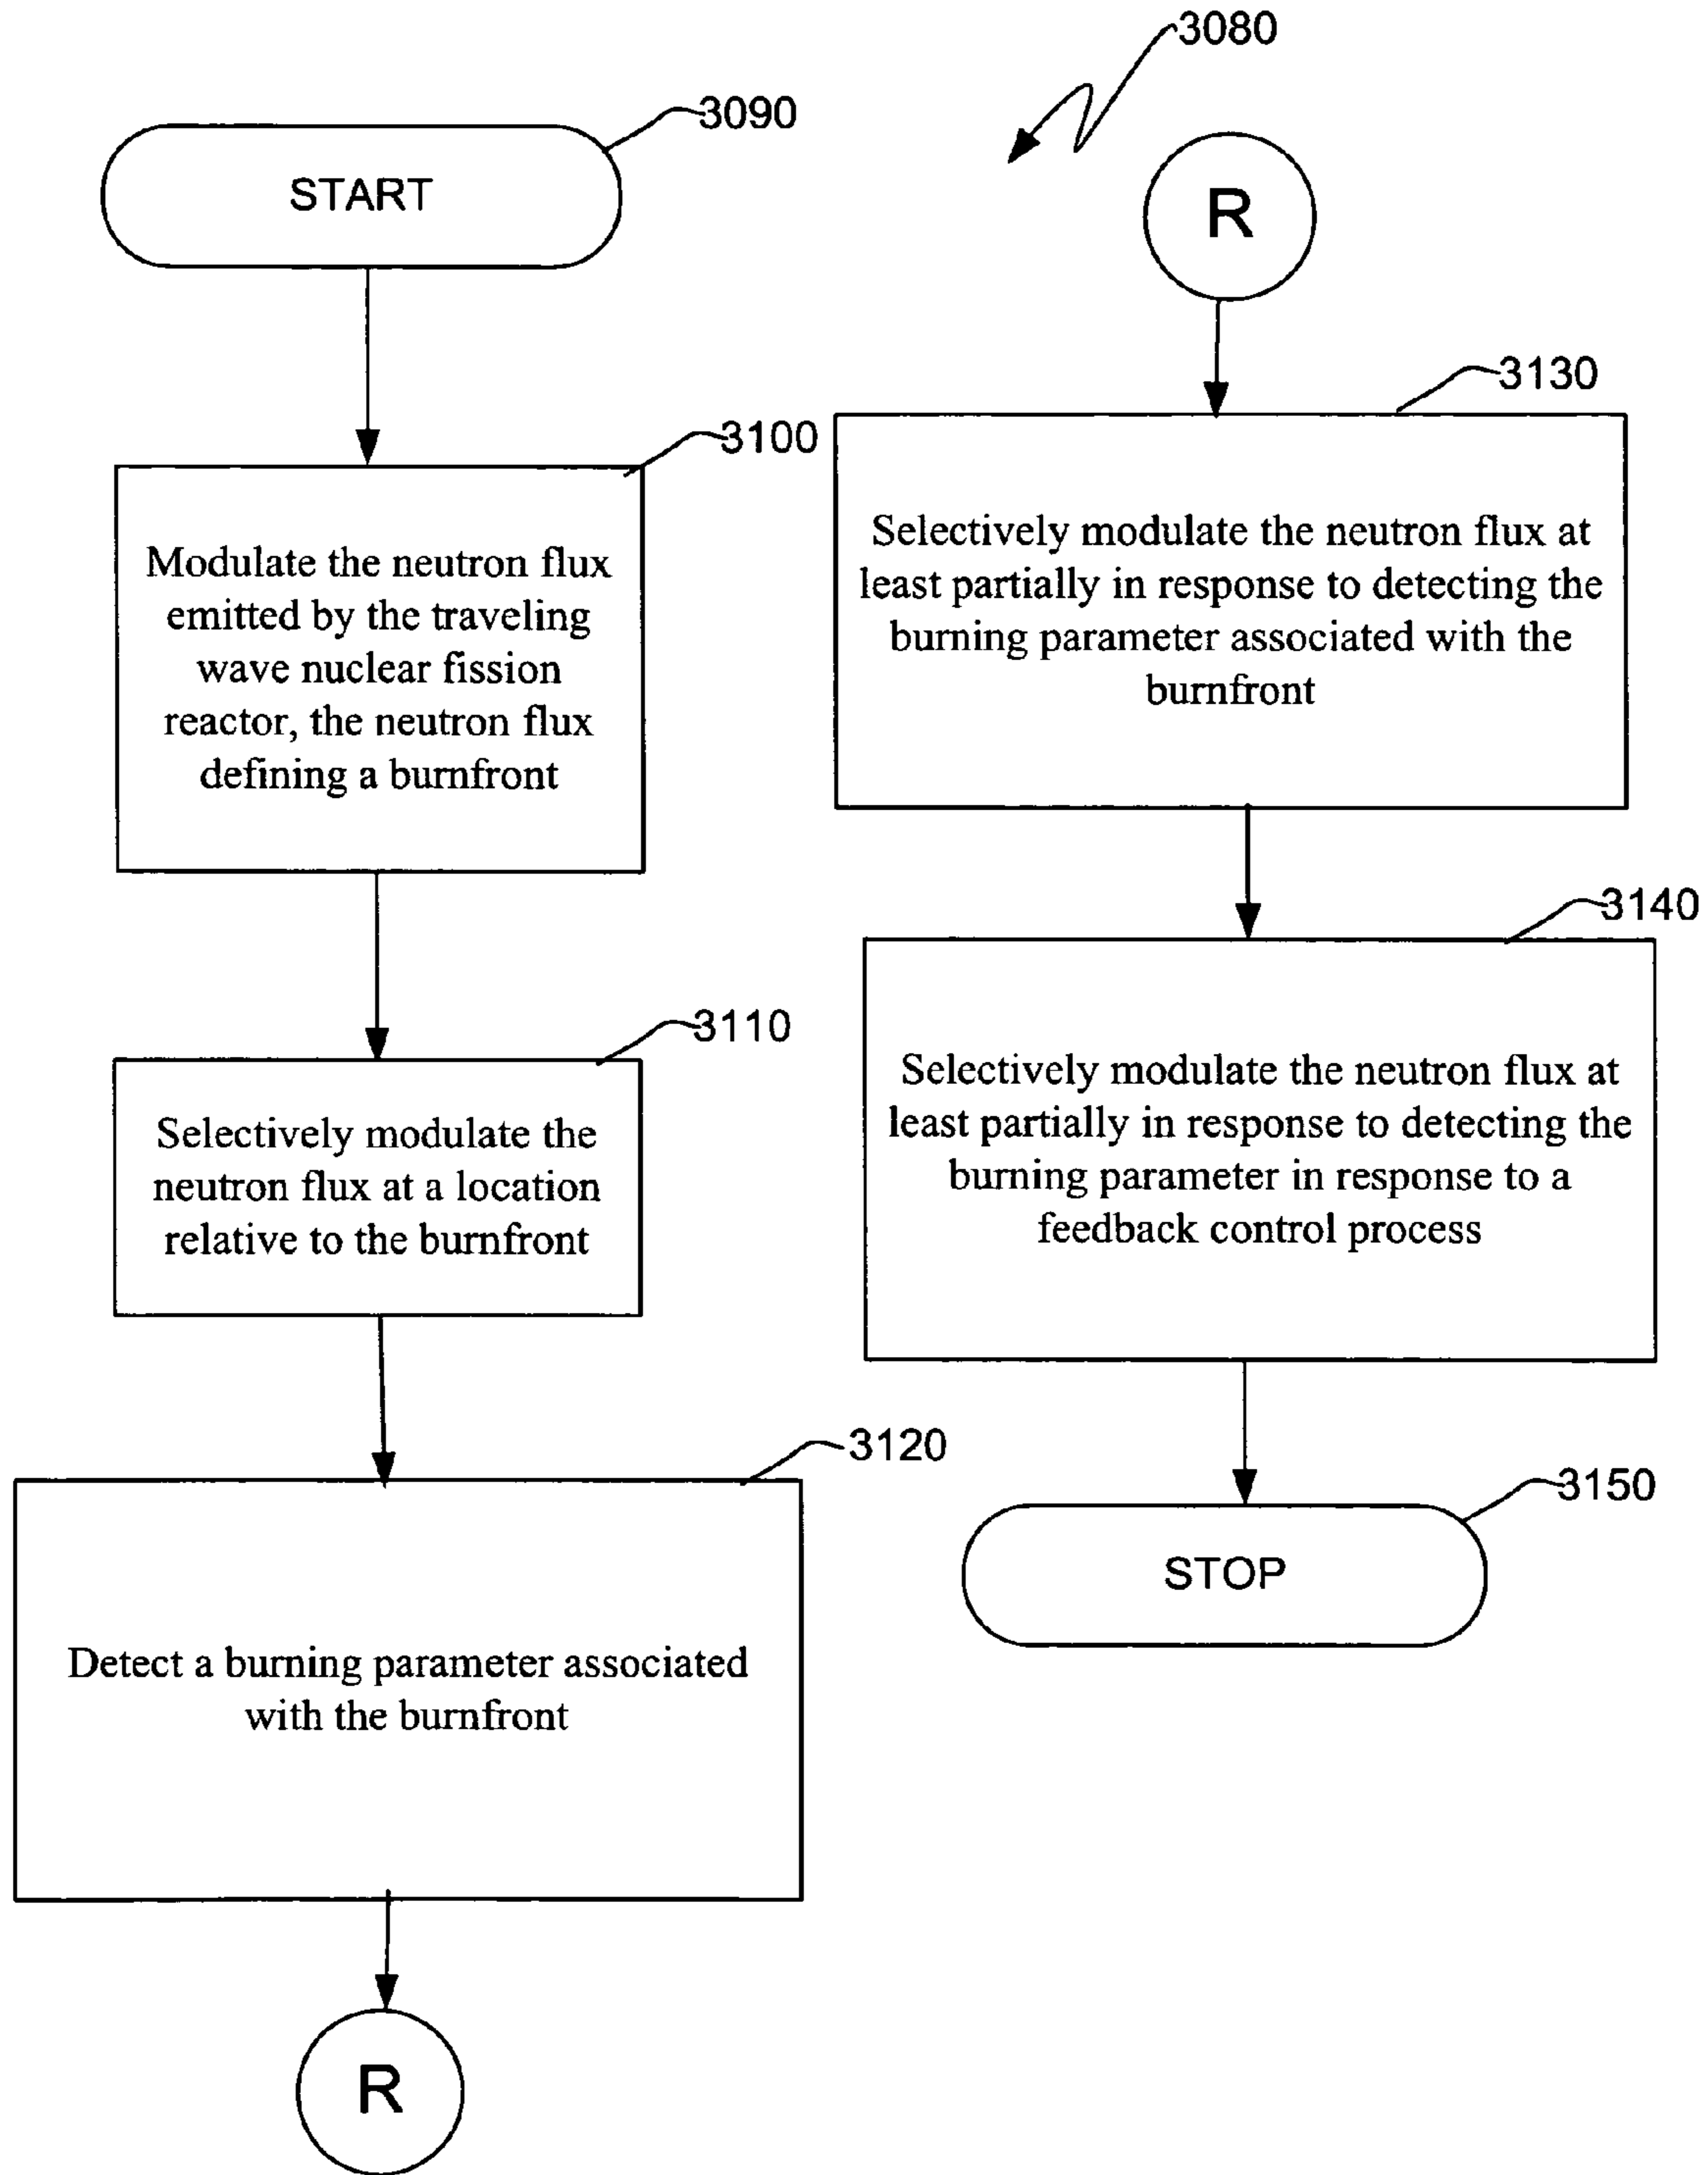 3080
3090
START
3100
Modulate the neutron flux
emitted by the traveling
wave nuclear fission
reactor, the neutron flux
defining a burnfront
3110
Selectively modulate the
neutron flux at a location
relative to the burnfront
3120
Detect a burning parameter associated
with the burnfront
R
R
3130
Selectively modulate the neutron flux at
least partially in response to detecting the
burning parameter associated with the
burnfront
3140
Selectively modulate the neutron flux at
least partially in response to detecting the
burning parameter in response to a
feedback control process
3150
STOP